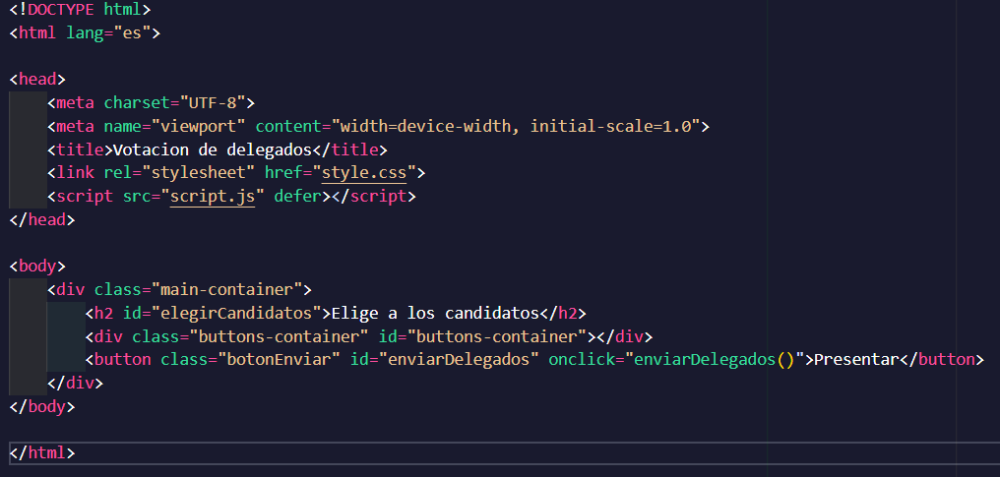 <!DOCTYPE html>
<html lang="es">
<head>
<meta charset="UTF-8">
<meta name="viewport" content="width=device-width, initial-scale=1.0">
<title>Votacion de delegados</title>
<link rel="stylesheet" href="style.css">
<script src="script.js" defer></script>
</head>
<body>
<div class="main-container">
<h2 id="elegirCandidatos">Elige a los candidatos</h2>
<div class="buttons-container" id="buttons-container"></div>
<button class="botonEnviar" id="enviarDelegados" onclick="enviarDelegados()">Presentar</button>
</div>
</body>
</html>